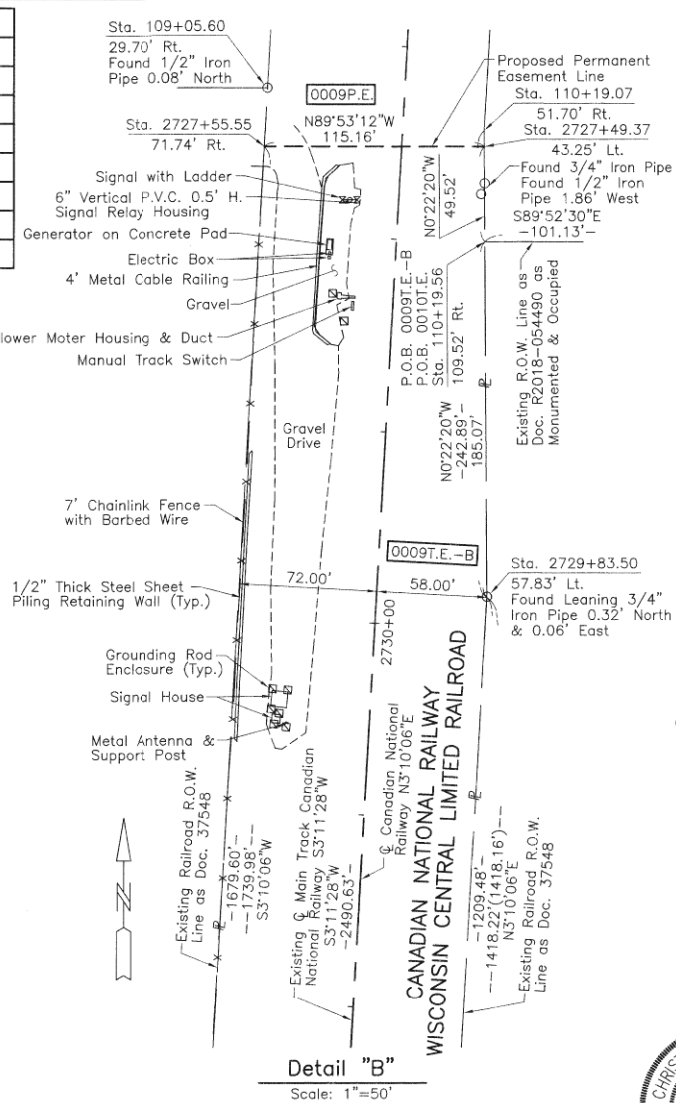 Sta. 109+05.60
29.70' Rt.
Found 1/2" Iron
Pipe 0.08' North
0009P.E.
N89°53'12"W
115.16'
Proposed Permanent
Easement Line
Sta. 110+19.07
51.70' Rt.
Sta. 2727+49.37
43.25' Lt.
Sta. 2727+55.55
71.74' Rt.
Found 3/4" Iron Pipe
Found 1/2" Iron
Pipe 1.86' West
S89°52'30"E
-101.13'-
N0°22'20"W
49.52'
Signal with Ladder
6" Vertical P.V.C. 0.5' H.
Signal Relay Housing
Generator on Concrete Pad
Electric Box
4' Metal Cable Railing
Gravel
lower Moter Housing & Duct
Manual Track Switch
P.O.B. 0009T.E.-B
P.O.B. 0010T.E.
Sta. 110+19.56
109.52' Rt.
Existing R.O.W. Line as
Doc. R2018-054490 as
Monumented & Occupied
Gravel
Drive
N0°22'20"W
-242.89'-
185.07'
7' Chainlink Fence
with Barbed Wire
0009T.E.-B
1/2" Thick Steel Sheet
Piling Retaining Wall (Typ.)
72.00'
58.00'
Sta. 2729+83.50
57.83' Lt.
Found Leaning 3/4"
Iron Pipe 0.32' North
& 0.06' East
2730+00
Grounding Rod
Enclosure (Typ.)
Signal House
Metal Antenna &
Support Post
Existing Railroad R.O.W.
Line as Doc. 37548
-1679.60'-
--1739.98'--
S3°10'06"W
Existing ℄ Main Track Canadian
National Railway S3°11'28"W
S3°11'28"W
-2490.63'-
℄ Canadian National
Railway N3°10'06"E
CANADIAN NATIONAL RAILWAY
WISCONSIN CENTRAL LIMITED RAILROAD
-1209.48'-
--1418.22'(1418.16')--
N3°10'06"E
Existing Railroad R.O.W.
Line as Doc. 37548
N
Detail "B"
Scale: 1"=50'
CHRIST